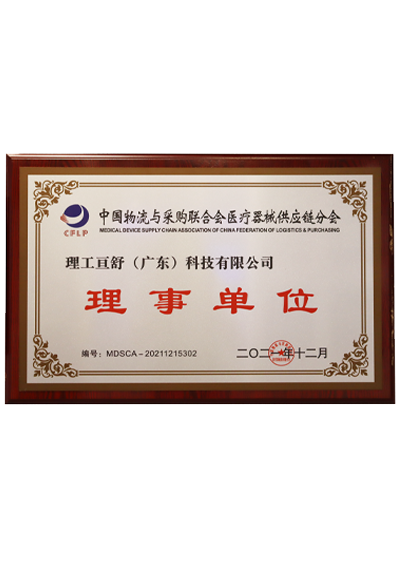 CFLP
中国物流与采购联合会医疗器械供应链分会
MEDICAL DEVICE SUPPLY CHAIN ASSOCIATION OF CHINA FEDERATION OF LOGISTICS & PURCHASING
理工亘舒（广东）科技有限公司
理事单位
编号：MDSCA－20211215302
二〇二一年十二月